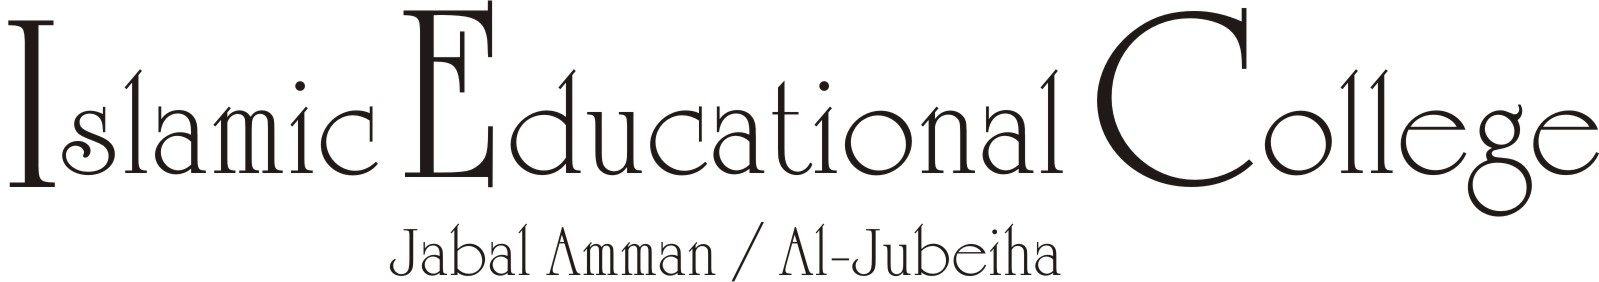 Islamic Educational College
Jabal Amman / Al-Jubeiha